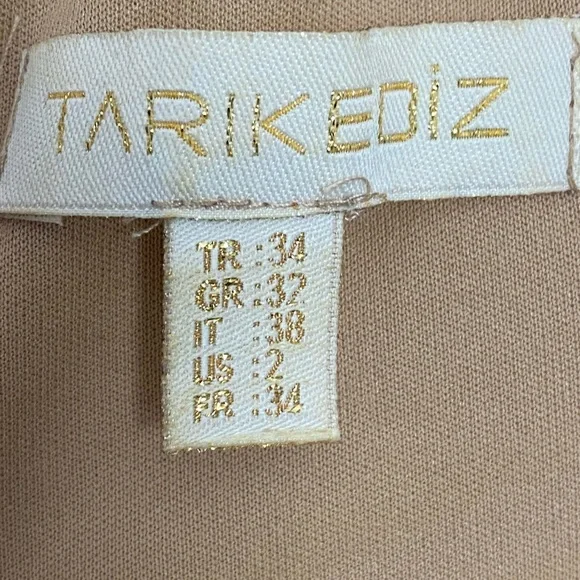 TARIK EDİZ
TR :34
GR :32
IT :38
US :2
FR :34